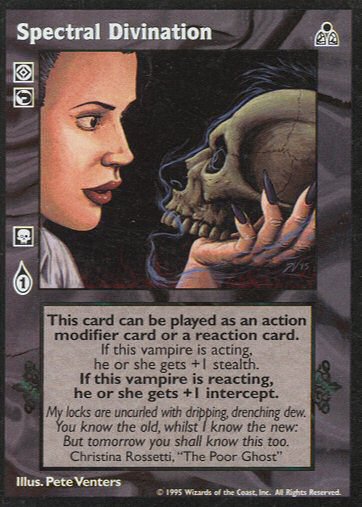 Spectral Divination
1
PV95
This card can be played as an action
modifier card or a reaction card.
If this vampire is acting,
he or she gets +1 stealth.
If this vampire is reacting,
he or she gets +1 intercept.
My locks are uncurled with dripping, drenching dew.
You know the old, whilst I know the new:
But tomorrow you shall know this too.
Christina Rossetti, “The Poor Ghost”
Illus. Pete Venters
© 1995 Wizards of the Coast, Inc. All Rights Reserved.